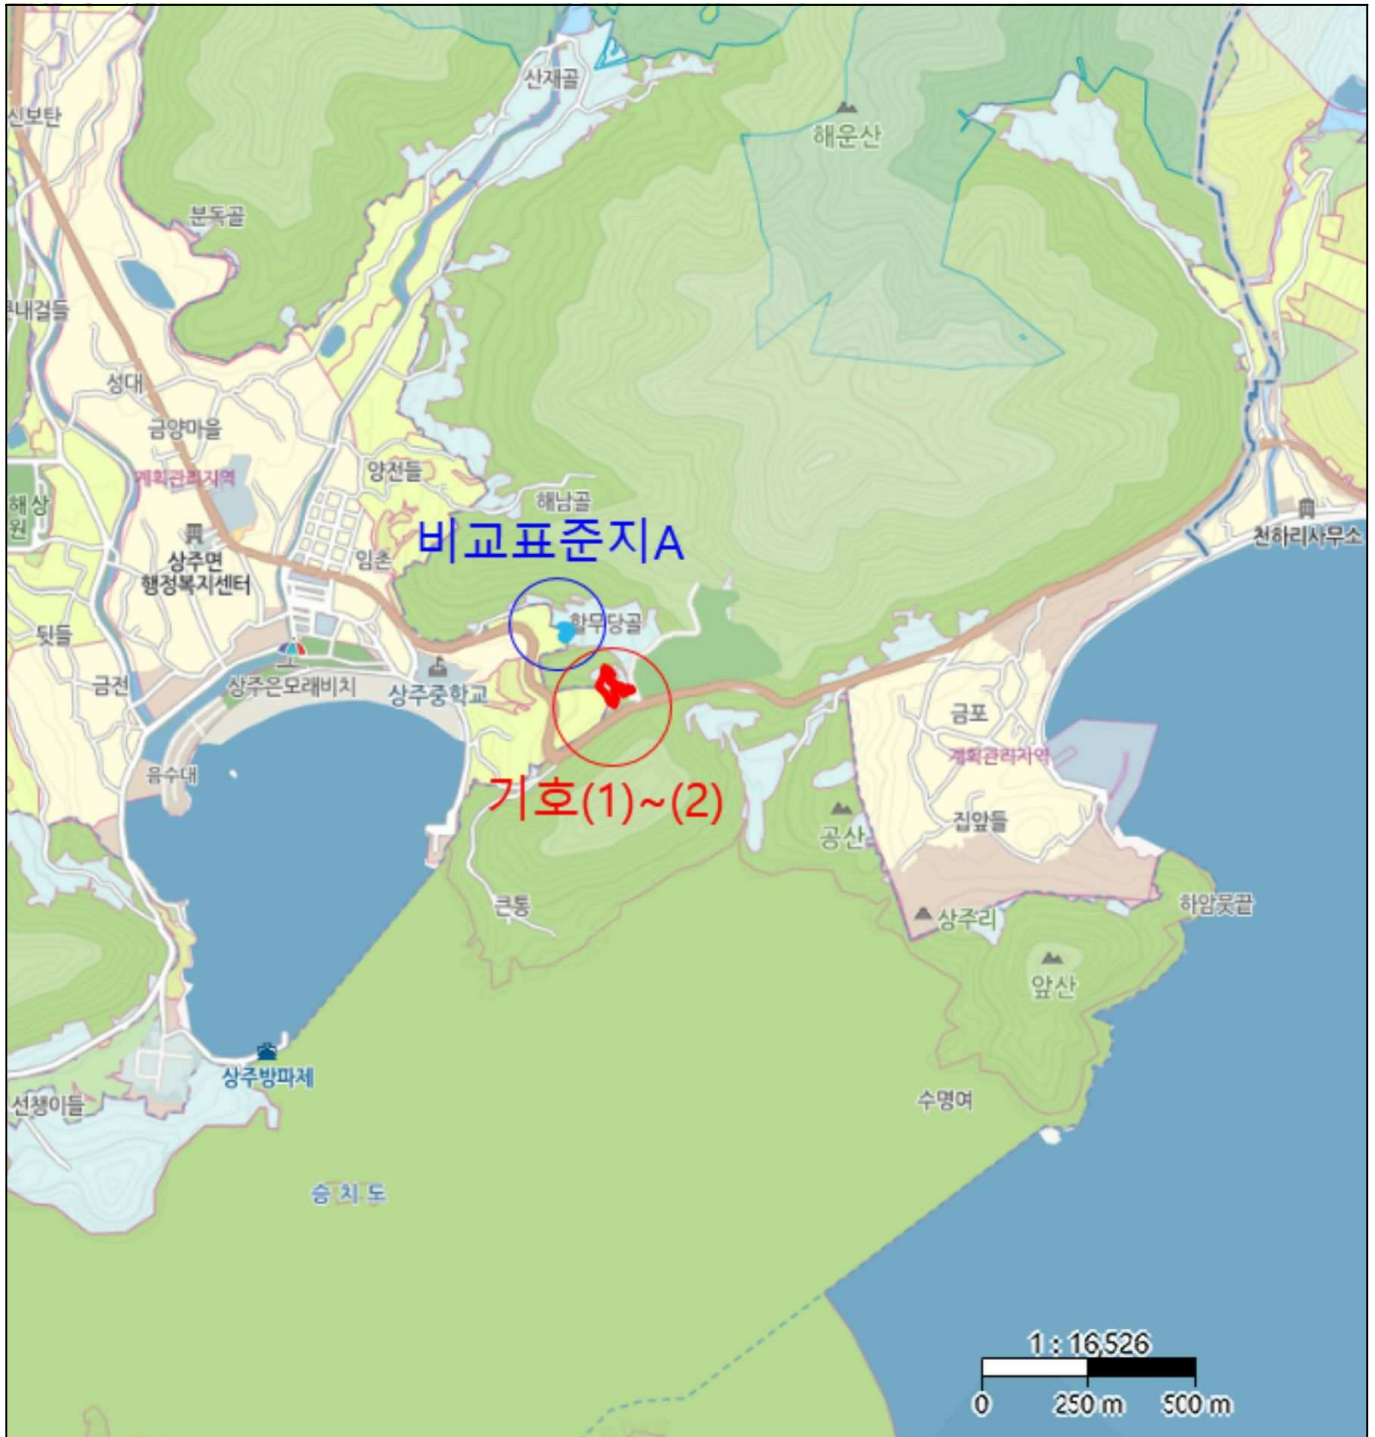 산재골
신보탄
해운산
분독골
성대
금양마을
계획관리지역
양전들
해남골
해상
원
비교표준지A
천하리사무소
상주면
행정복지센터
임촌
할무당골
뒷들
금전
상주은모래비치
상주중학교
금포
계획관리지역
음수대
기호(1)~(2)
집앞들
공산
큰통
상주리
하암뭇끝
앞산
상주방파제
선챙이들
수명여
승치도
1 : 16,526
0 250 m 500 m